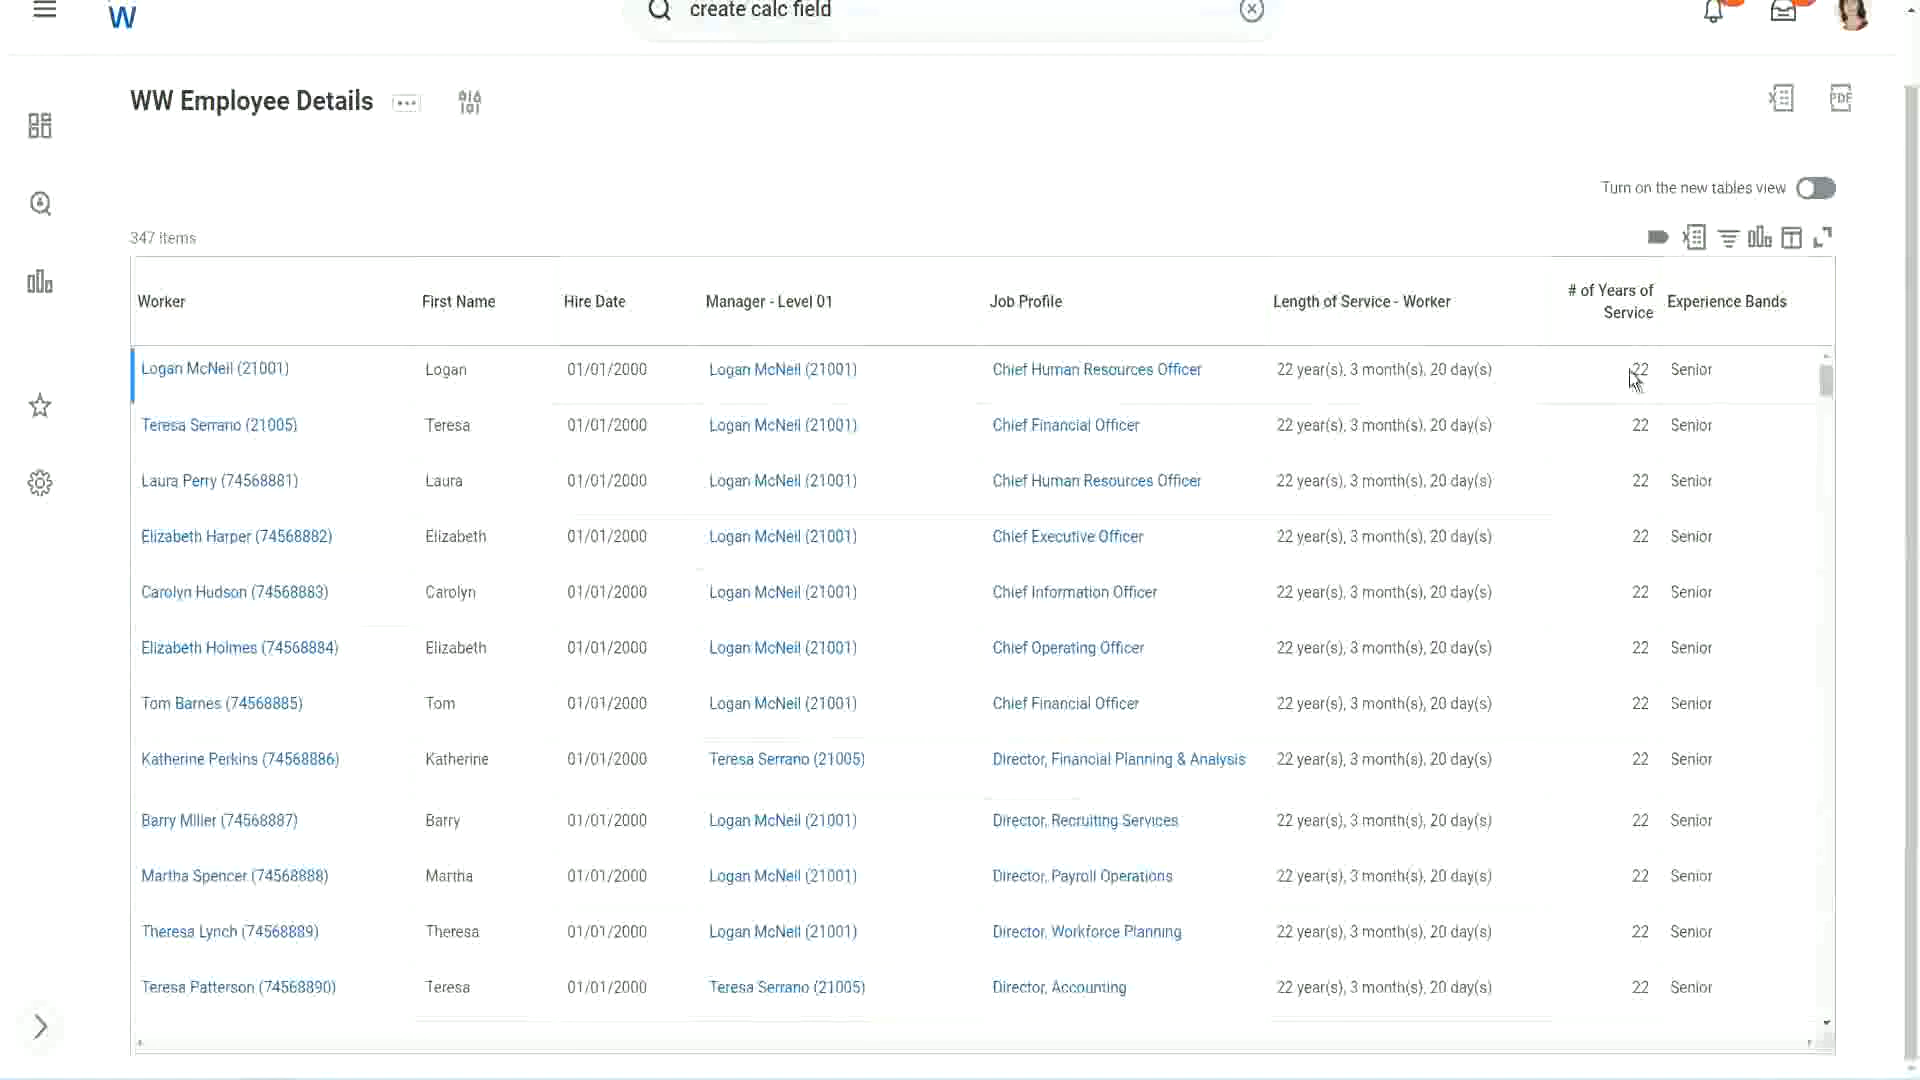 W
create calc field
WW Employee Details
PDF
Turn on the new tables view
347 items
Worker First Name Hire Date Manager - Level 01 Job Profile Length of Service - Worker # of Years of Service Experience Bands
Logan McNeil (21001) Logan 01/01/2000 Logan McNeil (21001) Chief Human Resources Officer 22 year(s), 3 month(s), 20 day(s) 22 Senior
Teresa Serrano (21005) Teresa 01/01/2000 Logan McNeil (21001) Chief Financial Officer 22 year(s), 3 month(s), 20 day(s) 22 Senior
Laura Perry (74568881) Laura 01/01/2000 Logan McNeil (21001) Chief Human Resources Officer 22 year(s), 3 month(s), 20 day(s) 22 Senior
Elizabeth Harper (74568882) Elizabeth 01/01/2000 Logan McNeil (21001) Chief Executive Officer 22 year(s), 3 month(s), 20 day(s) 22 Senior
Carolyn Hudson (74568883) Carolyn 01/01/2000 Logan McNeil (21001) Chief Information Officer 22 year(s), 3 month(s), 20 day(s) 22 Senior
Elizabeth Holmes (74568884) Elizabeth 01/01/2000 Logan McNeil (21001) Chief Operating Officer 22 year(s), 3 month(s), 20 day(s) 22 Senior
Tom Barnes (74568885) Tom 01/01/2000 Logan McNeil (21001) Chief Financial Officer 22 year(s), 3 month(s), 20 day(s) 22 Senior
Katherine Perkins (74568886) Katherine 01/01/2000 Teresa Serrano (21005) Director, Financial Planning & Analysis 22 year(s), 3 month(s), 20 day(s) 22 Senior
Barry Miller (74568887) Barry 01/01/2000 Logan McNeil (21001) Director, Recruiting Services 22 year(s), 3 month(s), 20 day(s) 22 Senior
Martha Spencer (74568888) Martha 01/01/2000 Logan McNeil (21001) Director, Payroll Operations 22 year(s), 3 month(s), 20 day(s) 22 Senior
Theresa Lynch (74568889) Theresa 01/01/2000 Logan McNeil (21001) Director, Workforce Planning 22 year(s), 3 month(s), 20 day(s) 22 Senior
Teresa Patterson (74568890) Teresa 01/01/2000 Teresa Serrano (21005) Director, Accounting 22 year(s), 3 month(s), 20 day(s) 22 Senior